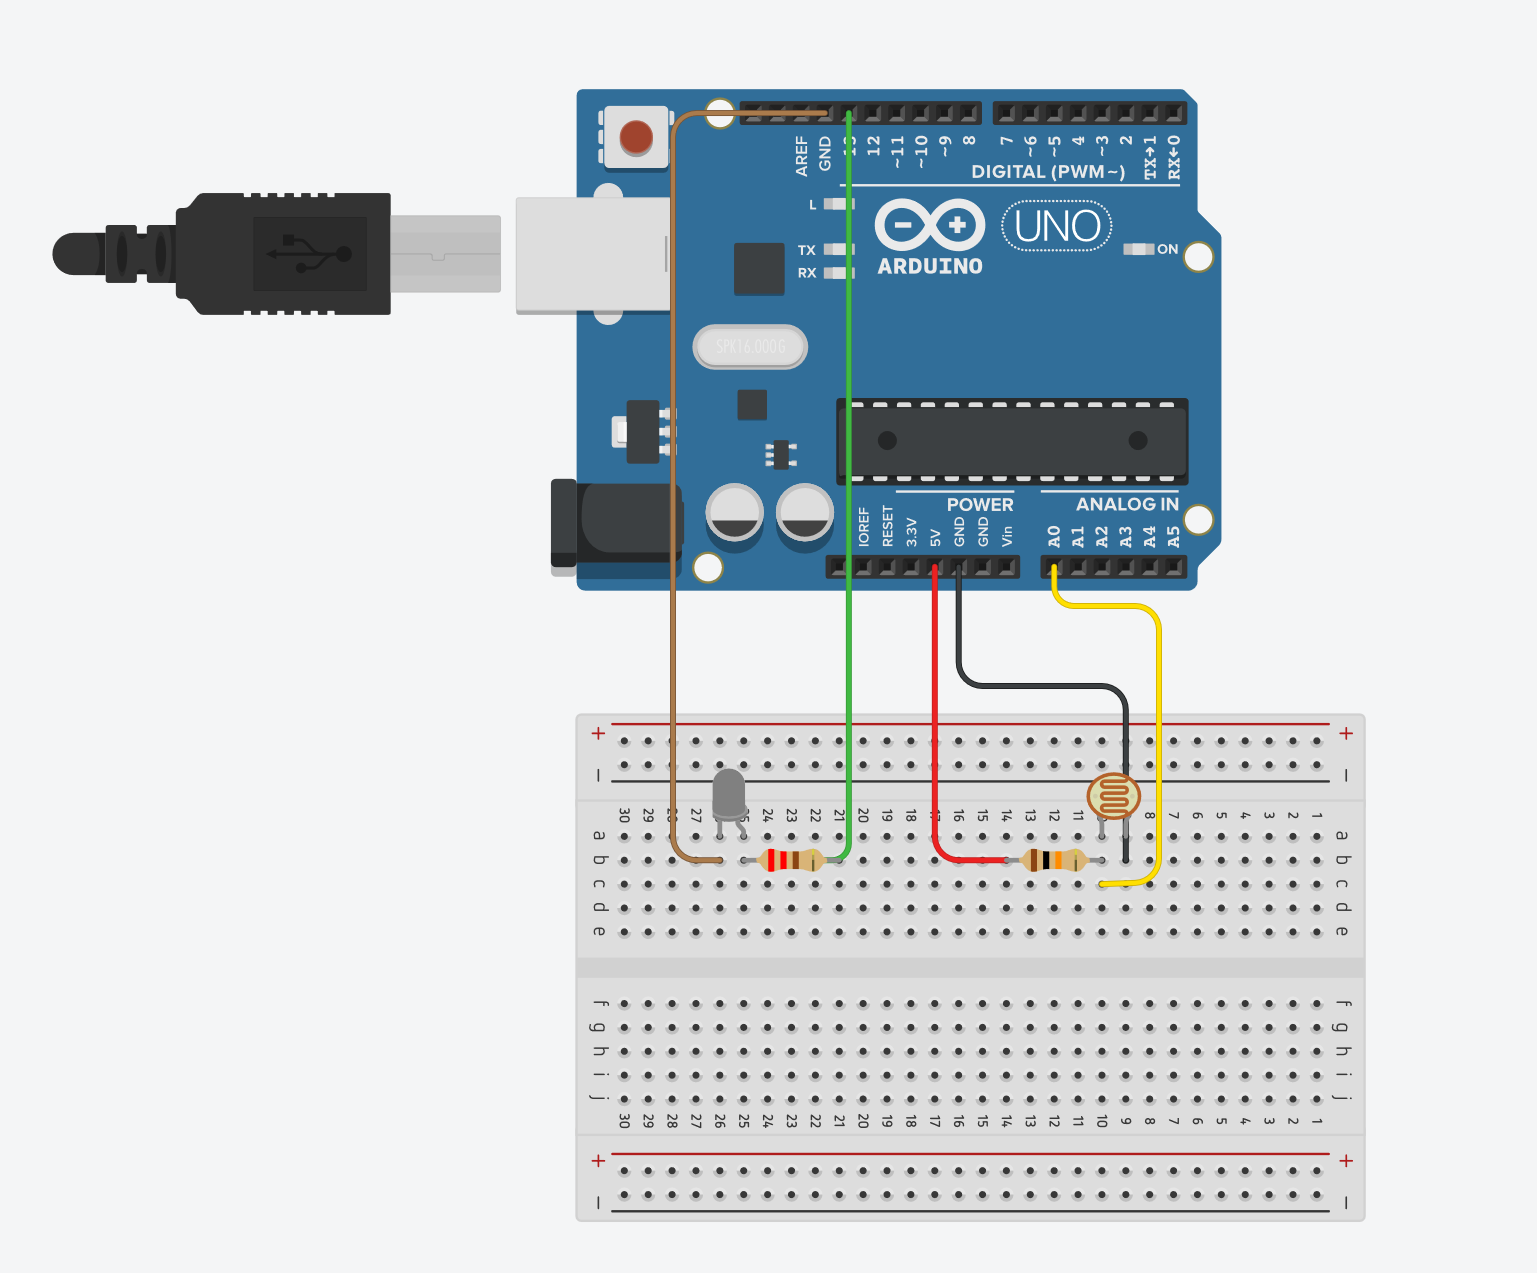 AREF
GND
13
12
~11
~10
~9
8
7
~6
~5
4
~3
2
TX→1
RX←0
DIGITAL (PWM~)
L
TX
RX
ARDUINO
UNO
ON
SPK16.000G
POWER
ANALOG IN
IOREF
RESET
3.3V
5V
GND
GND
Vin
A0
A1
A2
A3
A4
A5
+ +
− −
30 29 28 27 26 25 24 23 22 21 20 19 18 17 16 15 14 13 12 11 10 9 8 7 6 5 4 3 2 1
a a
b b
c c
d d
e e
f f
g g
h h
i i
j j
30 29 28 27 26 25 24 23 22 21 20 19 18 17 16 15 14 13 12 11 10 9 8 7 6 5 4 3 2 1
+ +
− −